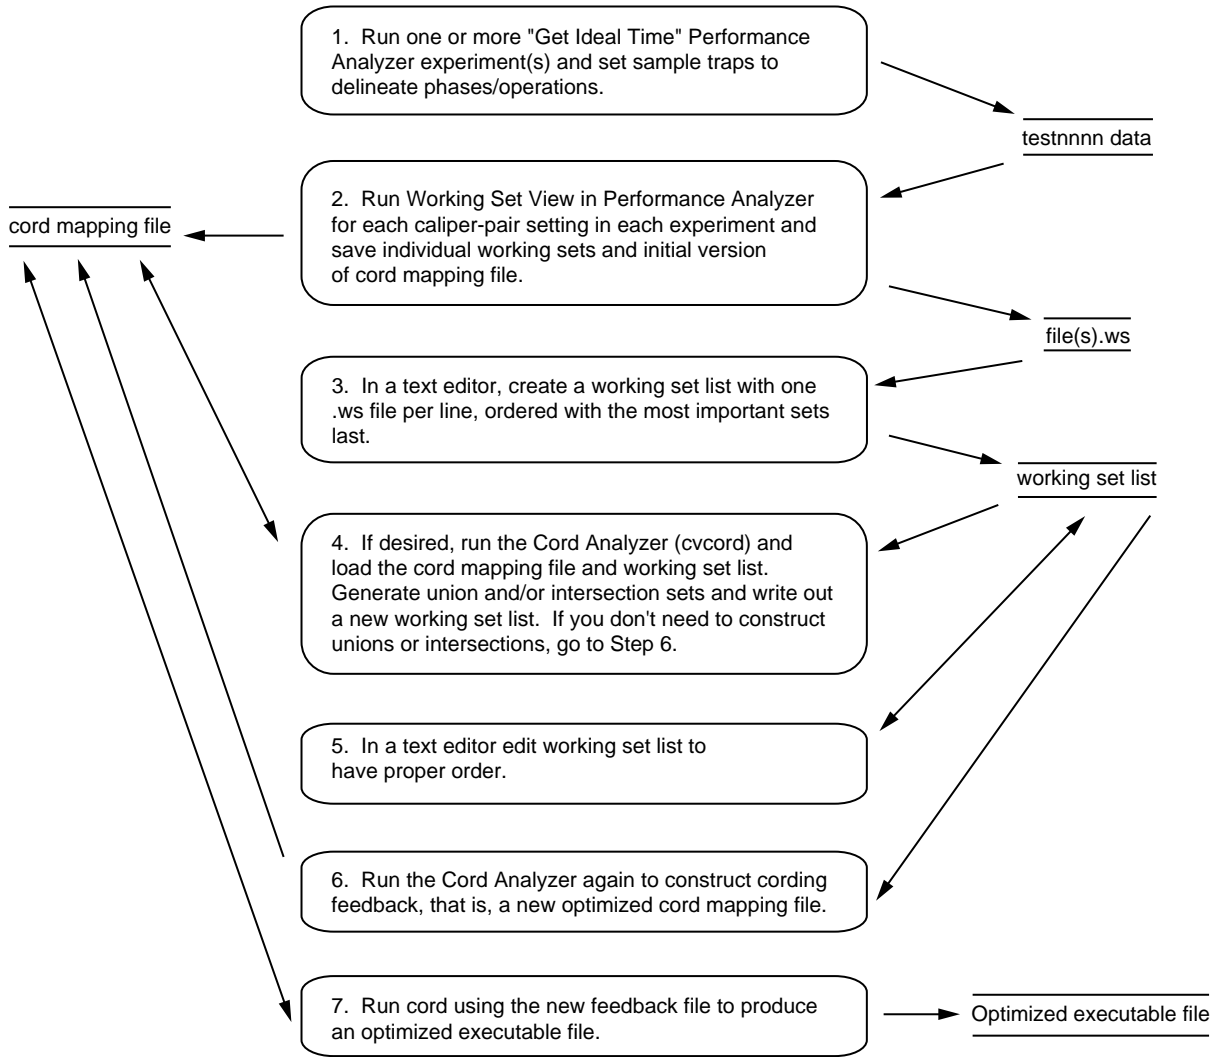 1.  Run one or more "Get Ideal Time" Performance
Analyzer experiment(s) and set sample traps to
delineate phases/operations.
testnnnn data
2.  Run Working Set View in Performance Analyzer
for each caliper-pair setting in each experiment and
save individual working sets and initial version
of cord mapping file.
cord mapping file
file(s).ws
3.  In a text editor, create a working set list with one
.ws file per line, ordered with the most important sets
last.
working set list
4.  If desired, run the Cord Analyzer (cvcord) and
load the cord mapping file and working set list.
Generate union and/or intersection sets and write out
a new working set list.  If you don't need to construct
unions or intersections, go to Step 6.
5.  In a text editor edit working set list to
have proper order.
6.  Run the Cord Analyzer again to construct cording
feedback, that is, a new optimized cord mapping file.
7.  Run cord using the new feedback file to produce
an optimized executable file.
Optimized executable file